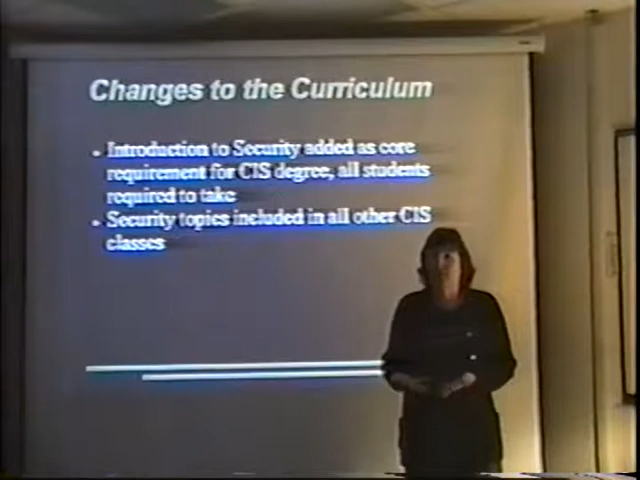 Changes to the Curriculum
• Introduction to Security added as core
requirement for CIS degree, all students
required to take
• Security topics included in all other CIS
classes